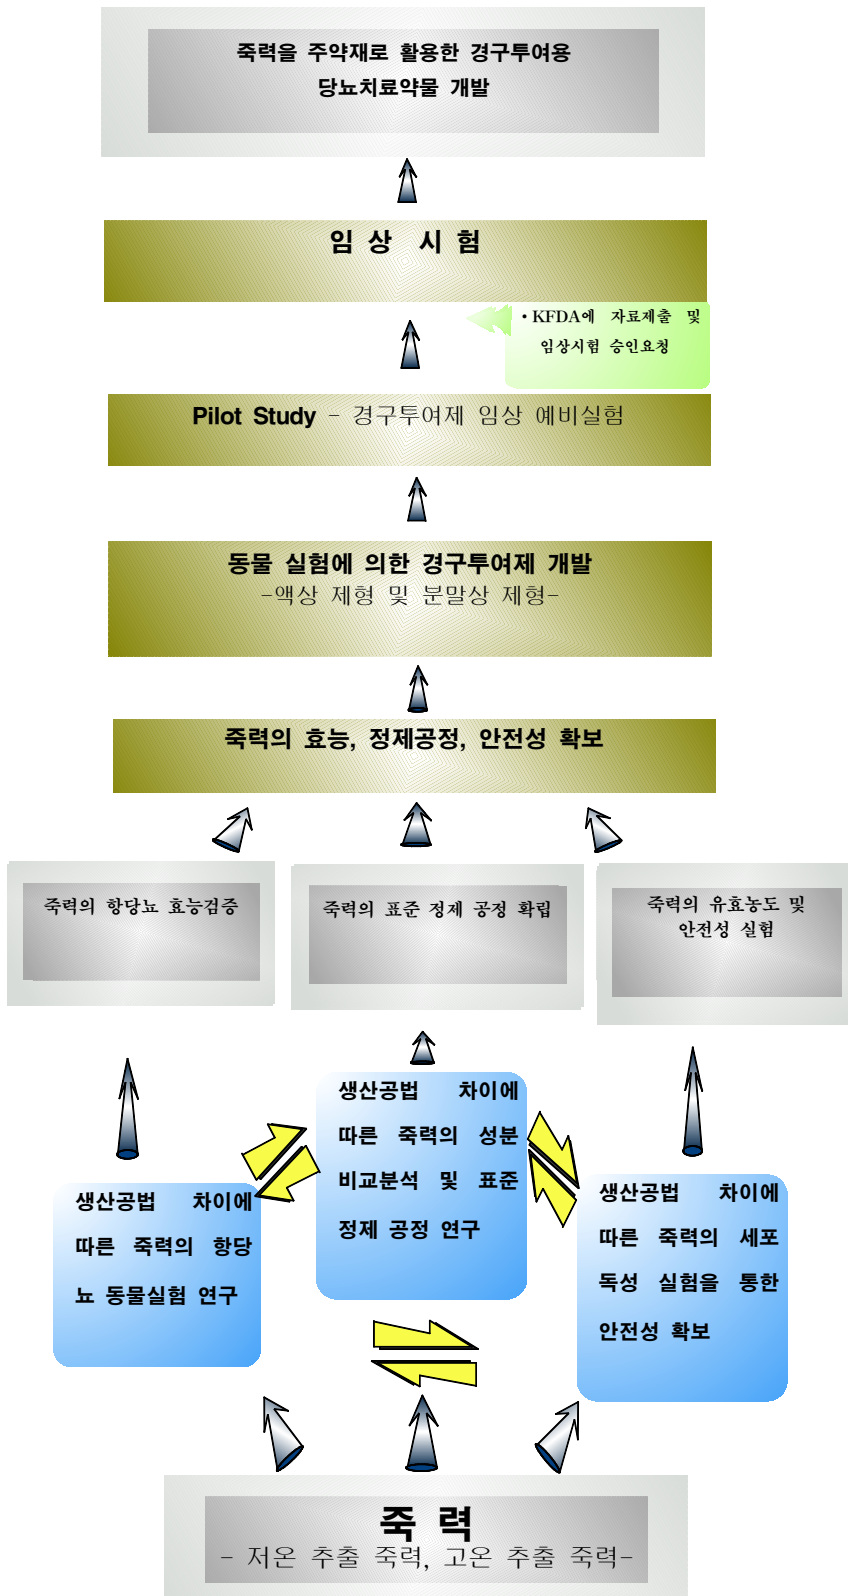 죽력을 주약재로 활용한 경구투여용
당뇨치료약물 개발
임 상 시 험
• KFDA에 자료제출 및
임상시험 승인요청
Pilot Study - 경구투여제 임상 예비실험
동물 실험에 의한 경구투여제 개발
-액상 제형 및 분말상 제형-
죽력의 효능, 정제공정, 안전성 확보
죽력의 항당뇨 효능검증
죽력의 표준 정제 공정 확립
죽력의 유효농도 및
안전성 실험
생산공법 차이에
따른 죽력의 항당
뇨 동물실험 연구
생산공법 차이에
따른 죽력의 성분
비교분석 및 표준
정제 공정 연구
생산공법 차이에
따른 죽력의 세포
독성 실험을 통한
안전성 확보
죽 력
- 저온 추출 죽력, 고온 추출 죽력-